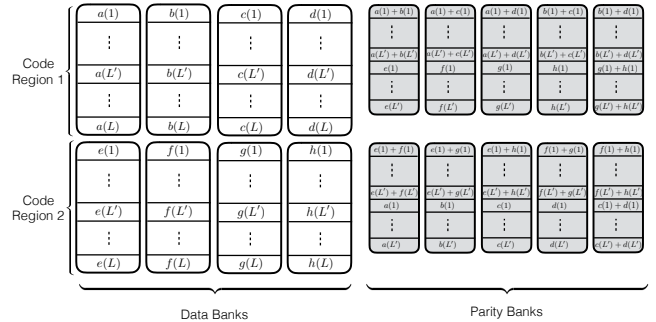 a(1) b(1) c(1) d(1)
a(L′) b(L′) c(L′) d(L′)
a(L) b(L) c(L) d(L)
Code
Region 1
a(1) + b(1) a(1) + c(1) a(1) + d(1) b(1) + c(1) b(1) + d(1)
a(L′) + b(L′) a(L′) + c(L′) a(L′) + d(L′) b(L′) + c(L′) b(L′) + d(L′)
e(1) f(1) g(1) h(1) g(1) + h(1)
e(L′) f(L′) g(L′) h(L′) g(L′) + h(L′)
e(1) f(1) g(1) h(1)
e(L′) f(L′) g(L′) h(L′)
e(L) f(L) g(L) h(L)
Code
Region 2
e(1) + f(1) e(1) + g(1) e(1) + h(1) f(1) + g(1) f(1) + h(1)
e(L′) + f(L′) e(L′) + g(L′) e(L′) + h(L′) f(L′) + g(L′) f(L′) + h(L′)
a(1) b(1) c(1) d(1) c(1) + d(1)
a(L′) b(L′) c(L′) d(L′) c(L′) + d(L′)
Data Banks
Parity Banks